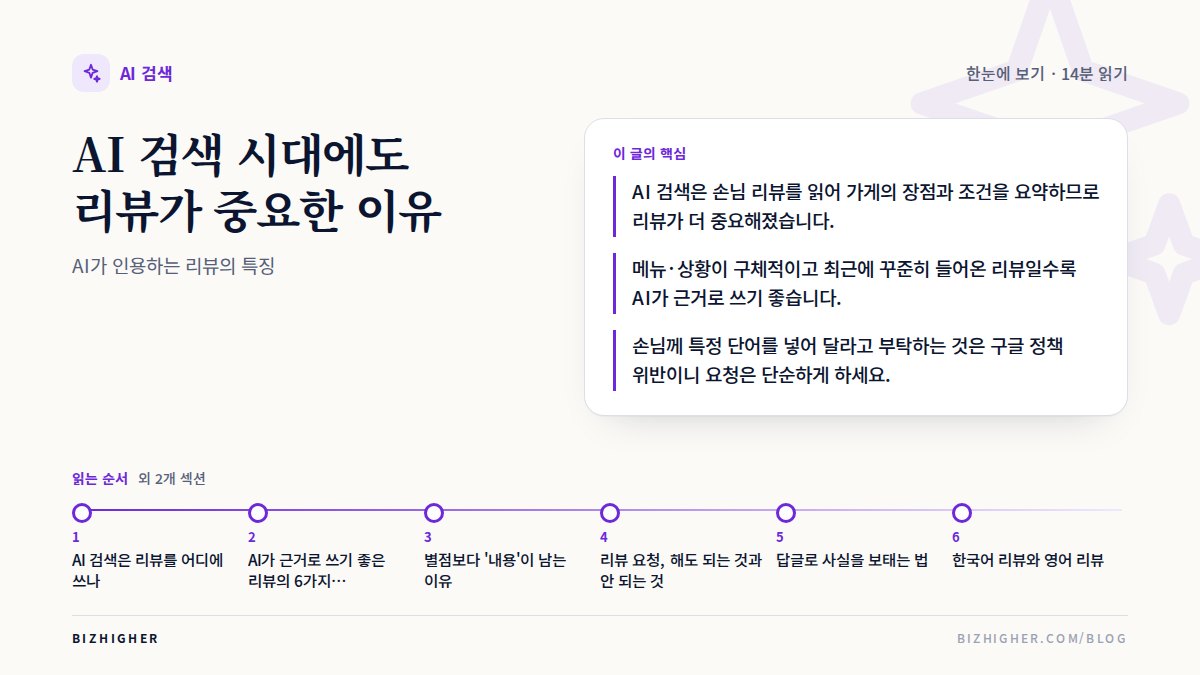 AI 검색
한눈에 보기 · 14분 읽기
AI 검색 시대에도
리뷰가 중요한 이유
AI가 인용하는 리뷰의 특징
이 글의 핵심
AI 검색은 손님 리뷰를 읽어 가게의 장점과 조건을 요약하므로
리뷰가 더 중요해졌습니다.
메뉴·상황이 구체적이고 최근에 꾸준히 들어온 리뷰일수록
AI가 근거로 쓰기 좋습니다.
손님께 특정 단어를 넣어 달라고 부탁하는 것은 구글 정책
위반이니 요청은 단순하게 하세요.
읽는 순서 외 2개 섹션
1
AI 검색은 리뷰를 어디에
쓰나
2
AI가 근거로 쓰기 좋은
리뷰의 6가지…
3
별점보다 '내용'이 남는
이유
4
리뷰 요청, 해도 되는 것과
안 되는 것
5
답글로 사실을 보태는 법
6
한국어 리뷰와 영어 리뷰
BIZHIGHER
BIZHIGHER.COM/BLOG